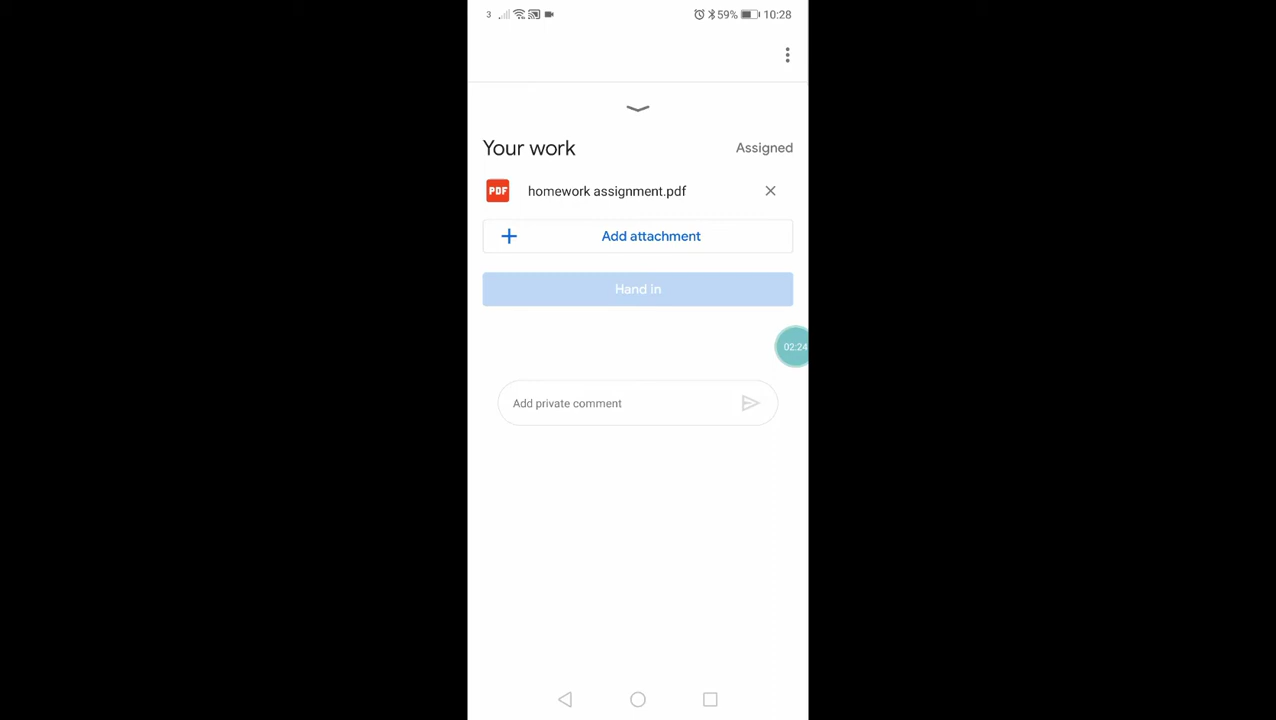 3 59% 10:28
Your work Assigned
PDF homework assignment.pdf
Add attachment
Hand in
02:24
Add private comment